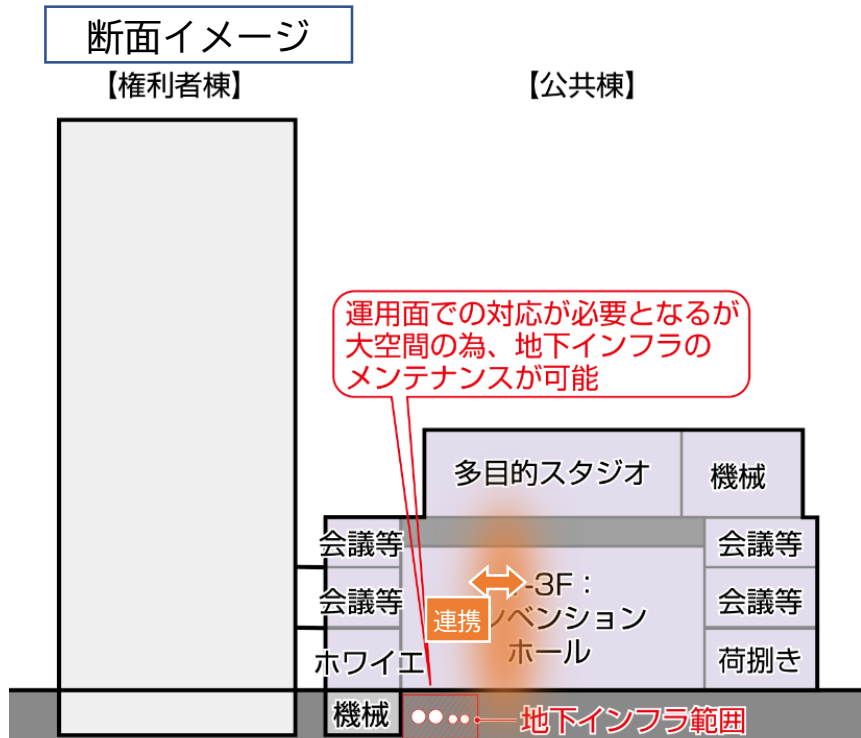 断面イメージ
【権利者棟】
【公共棟】
運用面での対応が必要となるが
大空間の為、地下インフラの
メンテナンスが可能
多目的スタジオ
機械
会議等
会議等
会議等
-3F：
会議等
連携
ンベンション
ホワイエ
ホール
荷捌き
機械
地下インフラ範囲